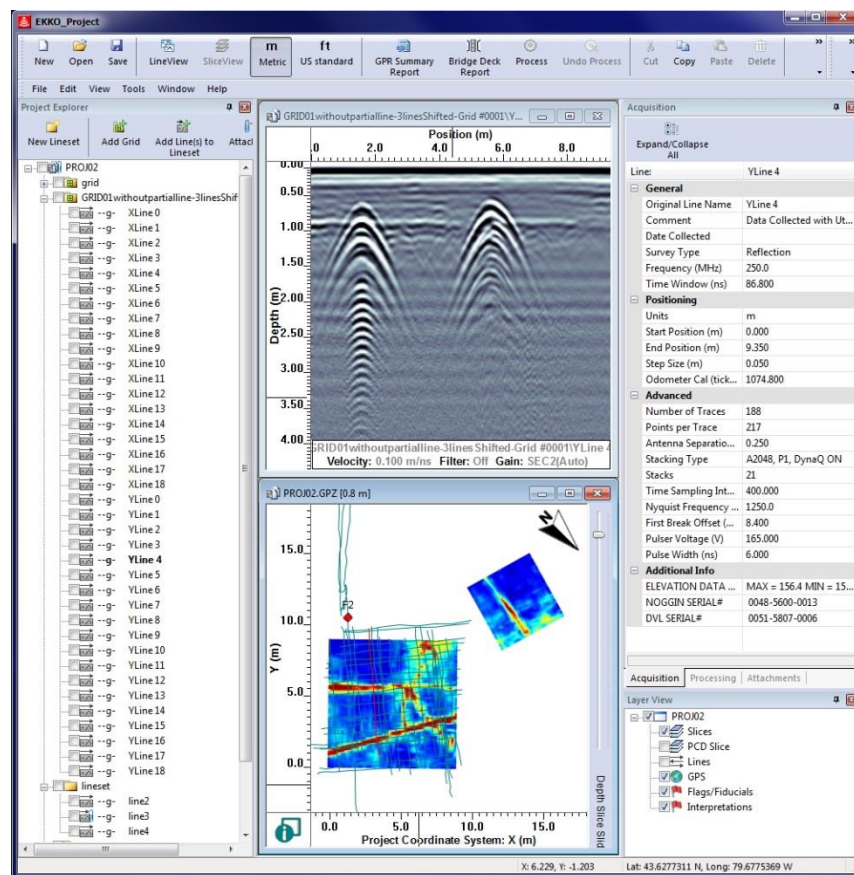 EKKO_Project
New Open Save LineView SliceView m Metric ft US standard GPR Summary Report Bridge Deck Report Process Undo Process Cut Copy Paste Delete » »
File Edit View Tools Window Help
Project Explorer
New Lineset Add Grid Add Line(s) to Lineset Attacl
PROJ02
grid
GRID01withoutpartialline-3linesShif
--g- XLine 0
--g- XLine 1
--g- XLine 2
--g- XLine 3
--g- XLine 4
--g- XLine 5
--g- XLine 6
--g- XLine 7
--g- XLine 8
--g- XLine 9
--g- XLine 10
--g- XLine 11
--g- XLine 12
--g- XLine 13
--g- XLine 14
--g- XLine 15
--g- XLine 16
--g- XLine 17
--g- XLine 18
--g- YLine 0
--g- YLine 1
--g- YLine 2
--g- YLine 3
--g- YLine 4
--g- YLine 5
--g- YLine 6
--g- YLine 7
--g- YLine 8
--g- YLine 9
--g- YLine 10
--g- YLine 11
--g- YLine 12
--g- YLine 13
--g- YLine 14
--g- YLine 15
--g- YLine 16
--g- YLine 17
--g- YLine 18
lineset
--g- line2
--g- line3
--g- line4
GRID01withoutpartialline-3linesShifted-Grid #0001\Y...
Position (m)
.0 2.0 4.0 6.0 8.0
0.00
0.50
1.00
1.50
2.00
2.50
3.00
3.50
4.00
Depth (m)
GRID01withoutpartialline-3linesShifted-Grid #0001\YLine 4
Velocity: 0.100 m/ns Filter: Off Gain: SEC2(Auto)
PROJ02.GPZ [0.8 m]
N
15.0
10.0
5.0
0.0
Y (m)
F2
0.0 5.0 10.0 15.0
Project Coordinate System: X (m)
Depth Slice Slid
Acquisition
Expand/Collapse All
Line: YLine 4
General
Original Line Name YLine 4
Comment Data Collected with Ut...
Date Collected
Survey Type Reflection
Frequency (MHz) 250.0
Time Window (ns) 86.800
Positioning
Units m
Start Position (m) 0.000
End Position (m) 9.350
Step Size (m) 0.050
Odometer Cal (tick... 1074.800
Advanced
Number of Traces 188
Points per Trace 217
Antenna Separatio... 0.250
Stacking Type A2048, P1, DynaQ ON
Stacks 21
Time Sampling Int... 400.000
Nyquist Frequency ... 1250.0
First Break Offset (... 8.400
Pulser Voltage (V) 165.000
Pulse Width (ns) 6.000
Additional Info
ELEVATION DATA ... MAX = 156.4 MIN = 15...
NOGGIN SERIAL# 0048-5600-0013
DVL SERIAL# 0051-5807-0006
Acquisition Processing Attachments
Layer View
PROJ02
Slices
PCD Slice
Lines
GPS
Flags/Fiducials
Interpretations
X: 6.229, Y: -1.203 Lat: 43.6277311 N, Long: 79.6775369 W